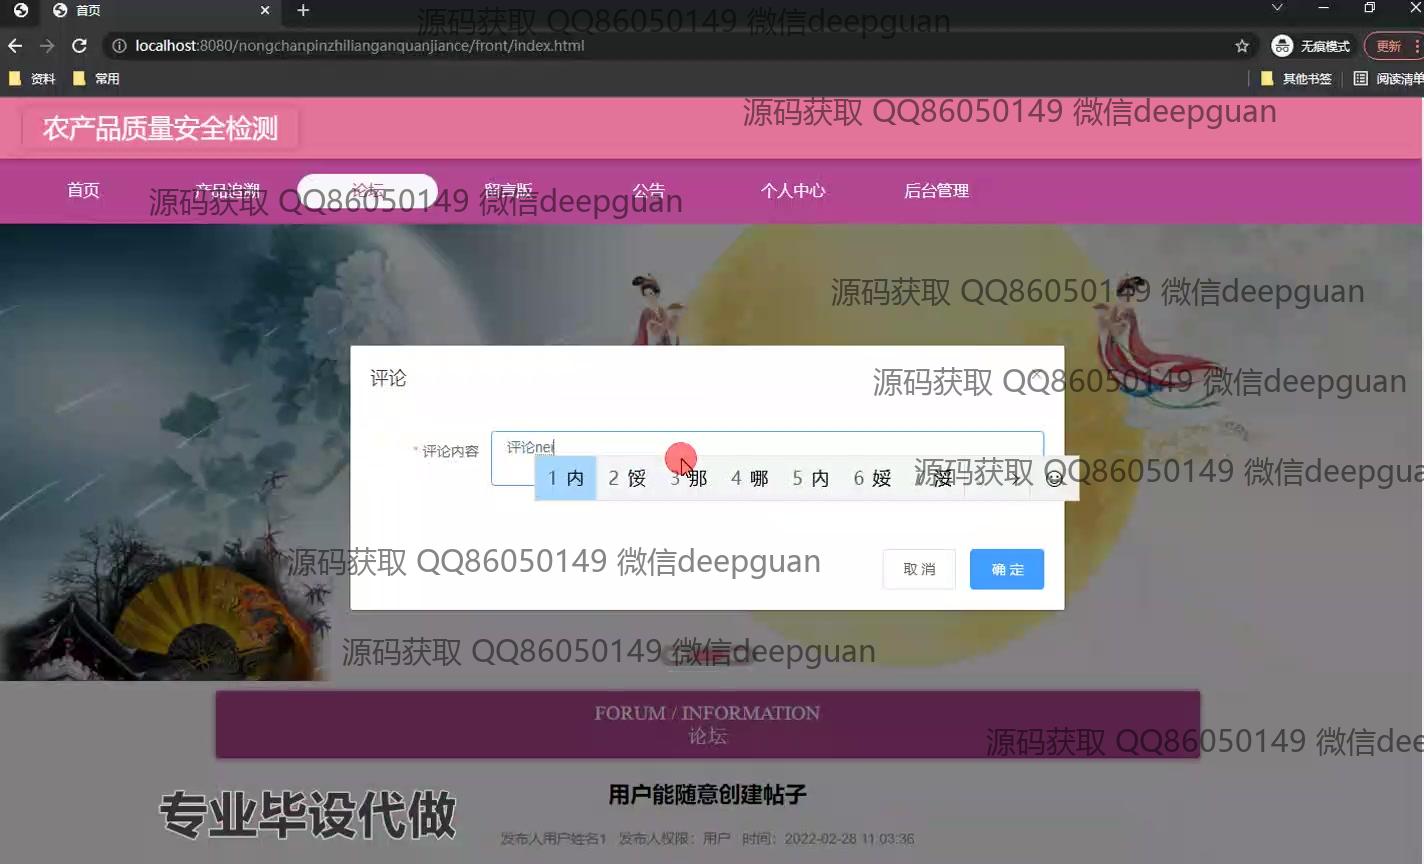 首页
源码获取 QQ86050149 微信deepguan
localhost:8080/nongchanpinzhilianganquanjiance/front/index.html
无痕模式
更新
资料
常用
其他书签
阅读清单
农产品质量安全检测
源码获取 QQ86050149 微信deepguan
首页
产品追溯
论坛
留言版
公告
个人中心
后台管理
源码获取 QQ86050149 微信deepguan
源码获取 QQ86050149 微信deepguan
评论
源码获取 QQ86050149 微信deepguan
* 评论内容
评论nei
1 内 2 馁 3 那 4 哪 5 内 6 娞 7
源码获取 QQ86050149 微信deepgua
源码获取 QQ86050149 微信deepguan
取消
确定
源码获取 QQ86050149 微信deepguan
FORUM / INFORMATION
论坛
源码获取 QQ86050149 微信dee
用户能随意创建帖子
专业毕设代做
发布人用户姓名1 发布人权限：用户 时间：2022-02-28 11:03:36